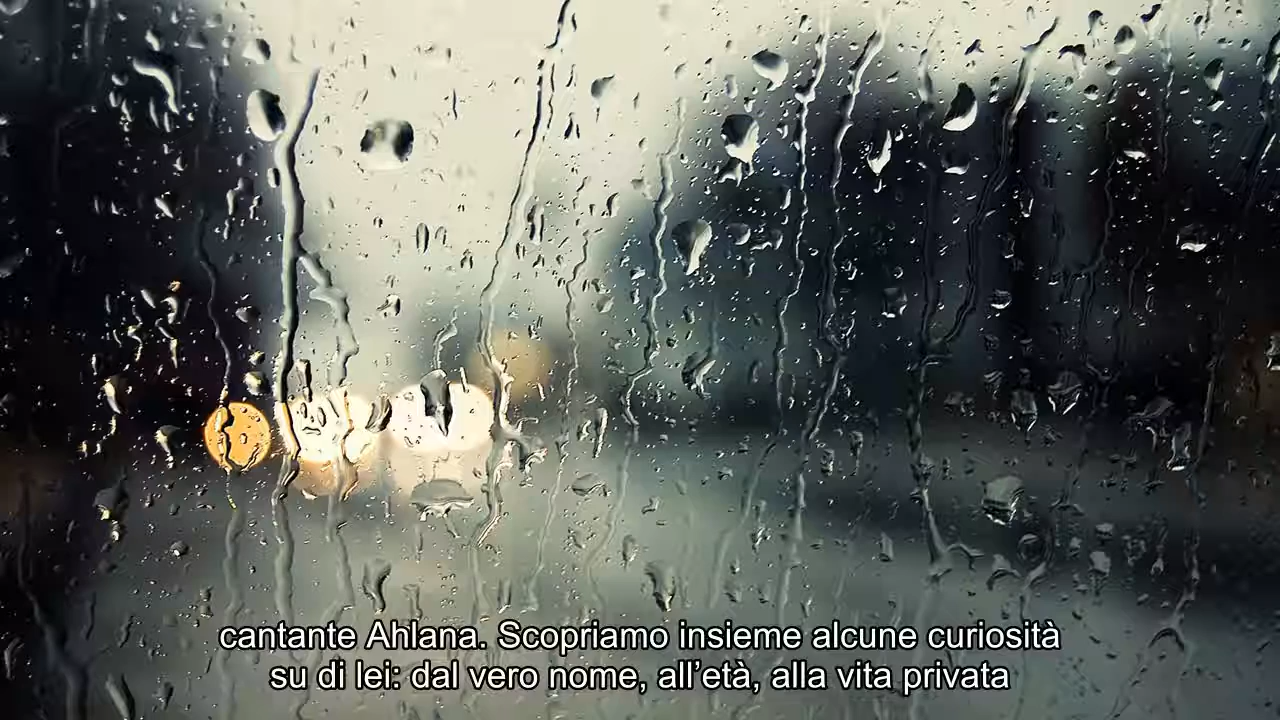 cantante Ahlana. Scopriamo insieme alcune curiosità
su di lei: dal vero nome, all’età, alla vita privata